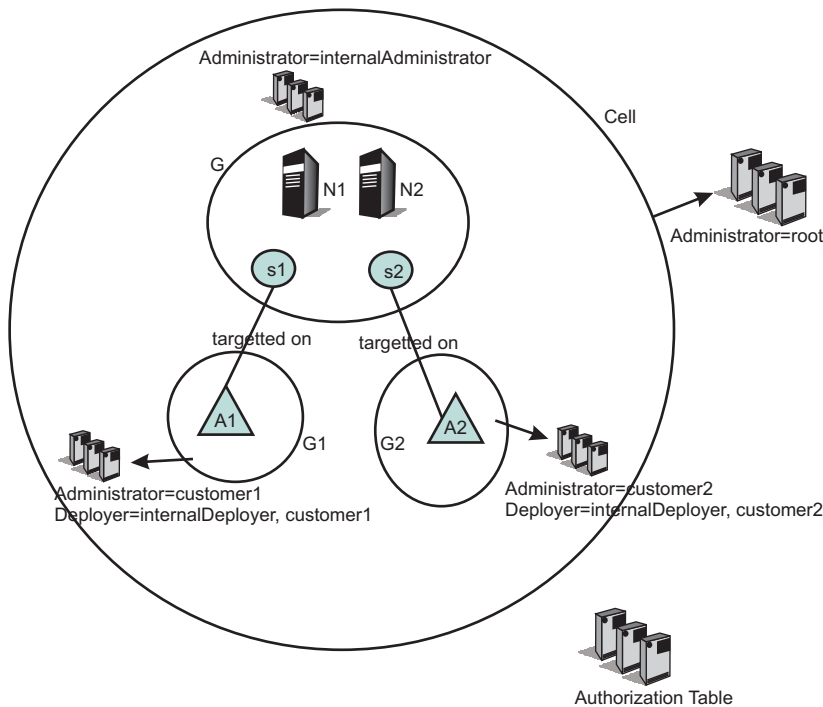 Administrator=internalAdministrator
Cell
G
N1
N2
Administrator=root
s1
s2
targetted on
targetted on
A1
G1
G2
A2
Administrator=customer1
Deployer=internalDeployer, customer1
Administrator=customer2
Deployer=internalDeployer, customer2
Authorization Table